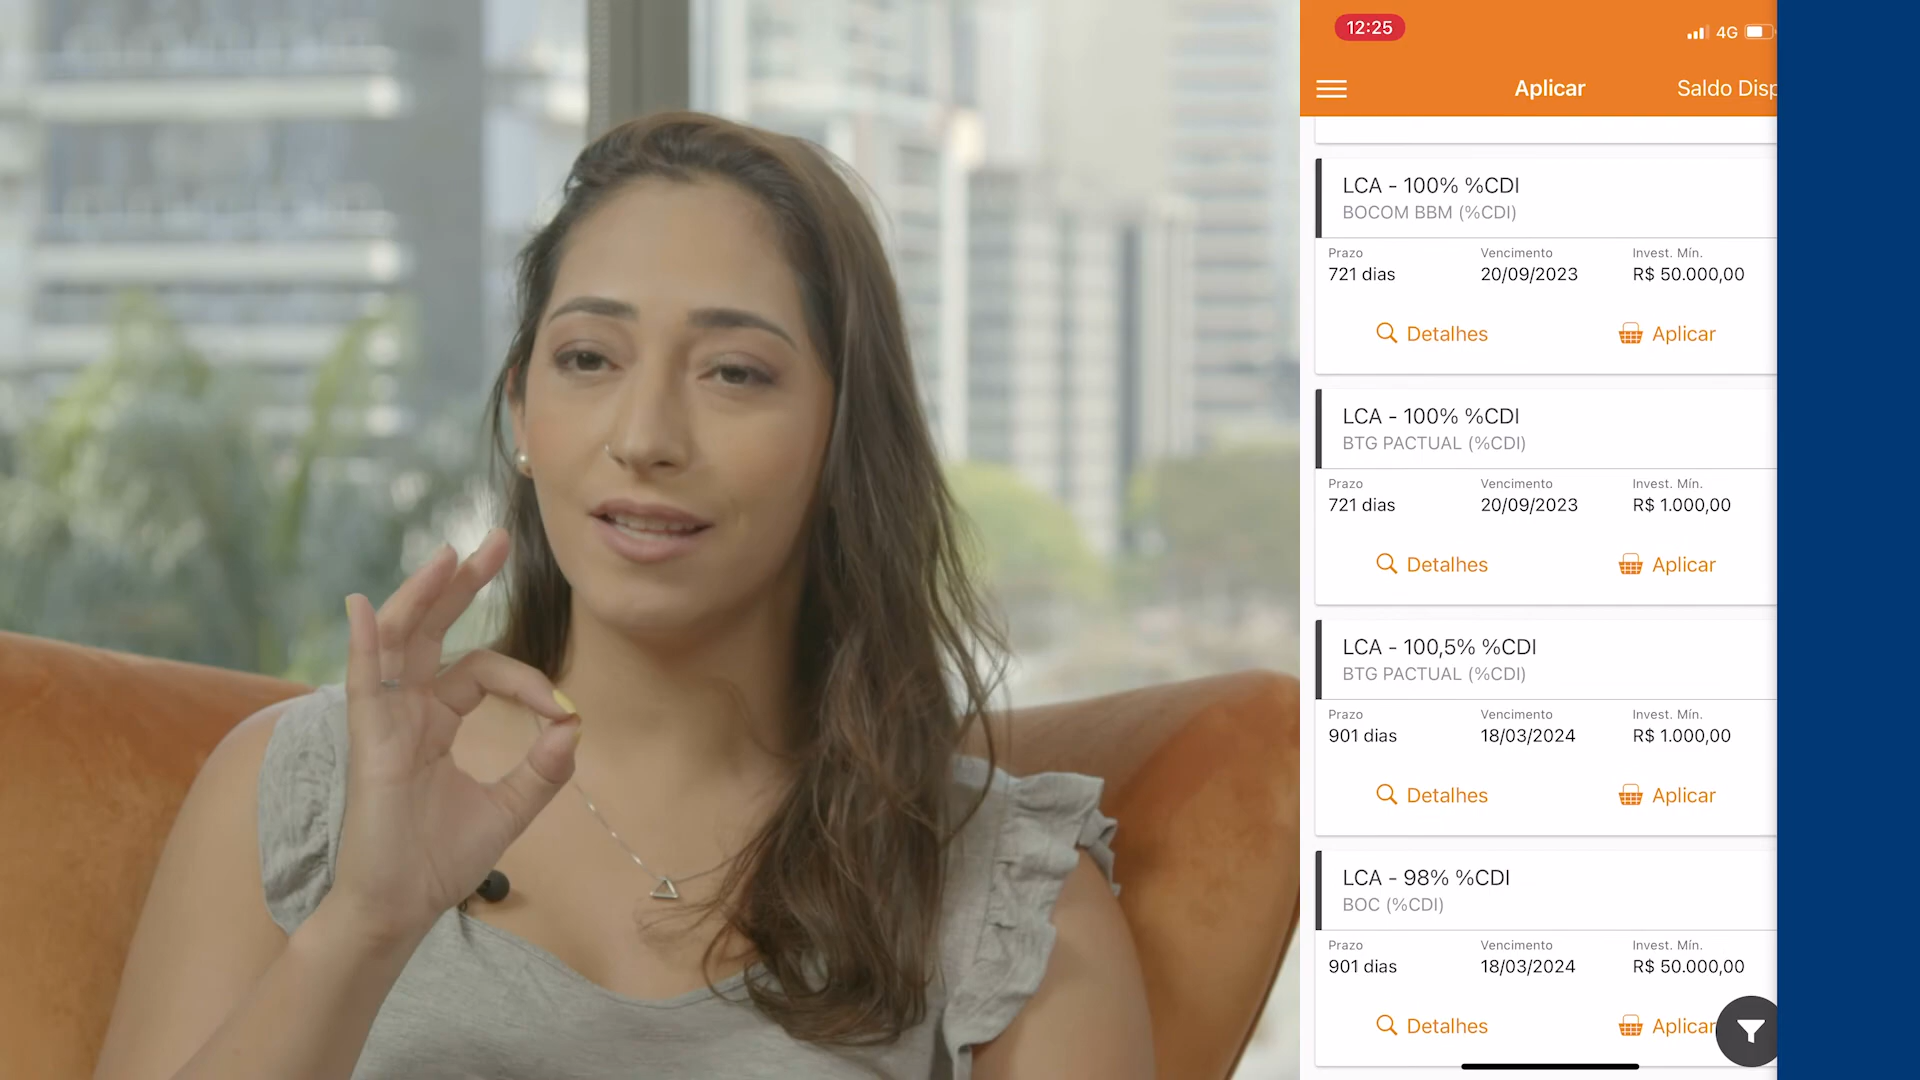 12:25
4G
Aplicar
Saldo Disp
LCA - 100% %CDI
BOCOM BBM (%CDI)
Prazo Vencimento Invest. Mín.
721 dias 20/09/2023 R$ 50.000,00
Detalhes Aplicar
LCA - 100% %CDI
BTG PACTUAL (%CDI)
Prazo Vencimento Invest. Mín.
721 dias 20/09/2023 R$ 1.000,00
Detalhes Aplicar
LCA - 100,5% %CDI
BTG PACTUAL (%CDI)
Prazo Vencimento Invest. Mín.
901 dias 18/03/2024 R$ 1.000,00
Detalhes Aplicar
LCA - 98% %CDI
BOC (%CDI)
Prazo Vencimento Invest. Mín.
901 dias 18/03/2024 R$ 50.000,00
Detalhes Aplicar